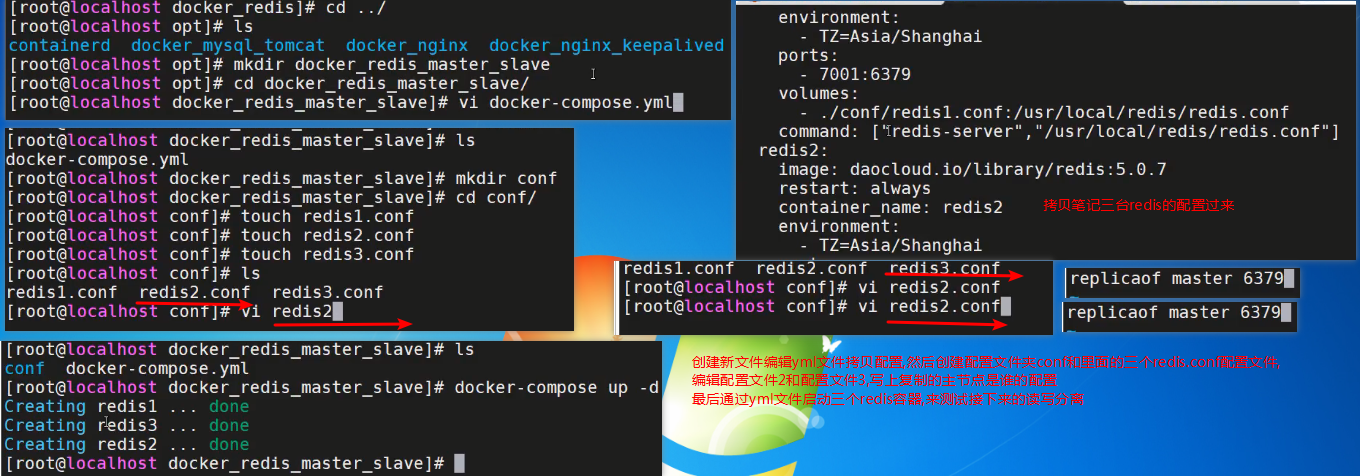 [root@localhost docker_redis]# cd ../
[root@localhost opt]# ls
containerd  docker_mysql_tomcat  docker_nginx  docker_nginx_keepalived
[root@localhost opt]# mkdir docker_redis_master_slave
[root@localhost opt]# cd docker_redis_master_slave/
[root@localhost docker_redis_master_slave]# vi docker-compose.yml
environment:
- TZ=Asia/Shanghai
ports:
- 7001:6379
volumes:
- ./conf/redis1.conf:/usr/local/redis/redis.conf
command: ["redis-server","/usr/local/redis/redis.conf"]
redis2:
image: daocloud.io/library/redis:5.0.7
restart: always
container_name: redis2
environment:
- TZ=Asia/Shanghai
拷贝笔记三台redis的配置过来
[root@localhost docker_redis_master_slave]# ls
docker-compose.yml
[root@localhost docker_redis_master_slave]# mkdir conf
[root@localhost docker_redis_master_slave]# cd conf/
[root@localhost conf]# touch redis1.conf
[root@localhost conf]# touch redis2.conf
[root@localhost conf]# touch redis3.conf
[root@localhost conf]# ls
redis1.conf  redis2.conf  redis3.conf
[root@localhost conf]# vi redis2
redis1.conf  redis2.conf  redis3.conf
[root@localhost conf]# vi redis2.conf
[root@localhost conf]# vi redis2.conf
replicaof master 6379
replicaof master 6379
[root@localhost docker_redis_master_slave]# ls
conf  docker-compose.yml
[root@localhost docker_redis_master_slave]# docker-compose up -d
Creating redis1 ... done
Creating redis3 ... done
Creating redis2 ... done
[root@localhost docker_redis_master_slave]#
创建新文件编辑yml文件拷贝配置,然后创建配置文件夹conf和里面的三个redis.conf配置文件,
编辑配置文件2和配置文件3,写上复制的主节点是谁的配置
最后通过yml文件启动三个redis容器,来测试接下来的读写分离